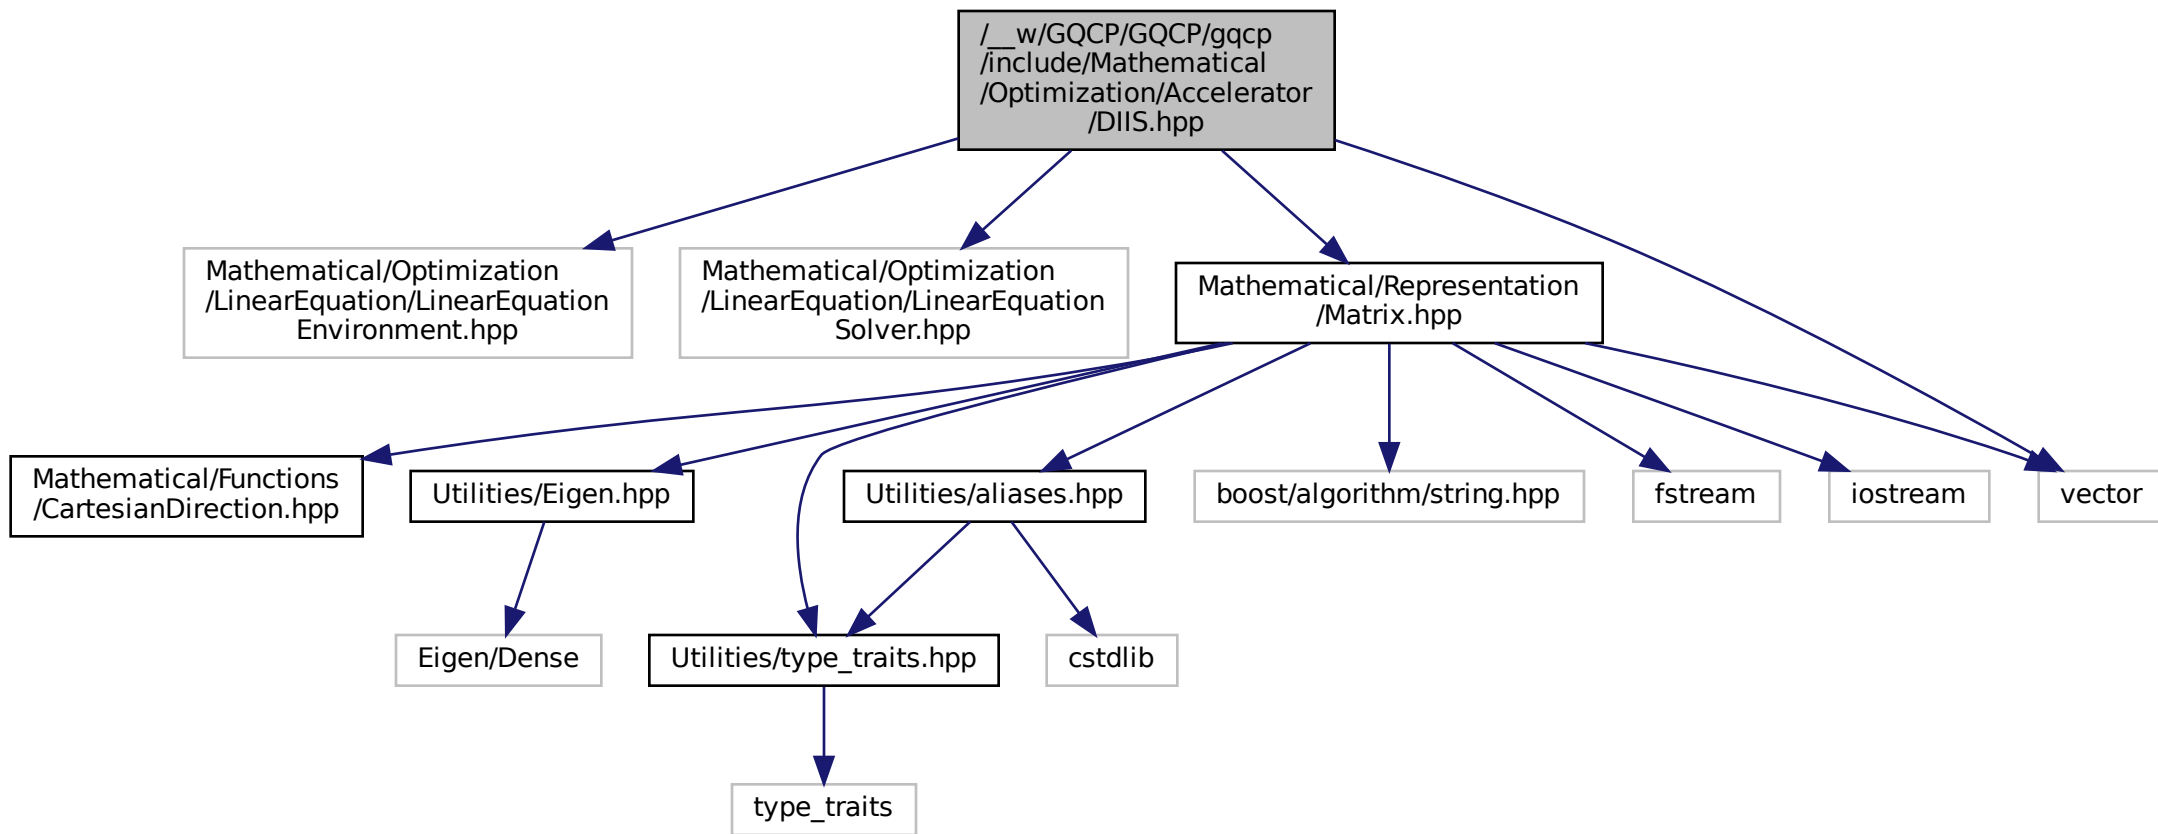 /__w/GQCP/GQCP/gqcp
/include/Mathematical
/Optimization/Accelerator
/DIIS.hpp
Mathematical/Optimization
/LinearEquation/LinearEquation
Environment.hpp
Mathematical/Optimization
/LinearEquation/LinearEquation
Solver.hpp
Mathematical/Representation
/Matrix.hpp
Mathematical/Functions
/CartesianDirection.hpp
Utilities/Eigen.hpp
Utilities/aliases.hpp
boost/algorithm/string.hpp
fstream
iostream
vector
Eigen/Dense
Utilities/type_traits.hpp
cstdlib
type_traits